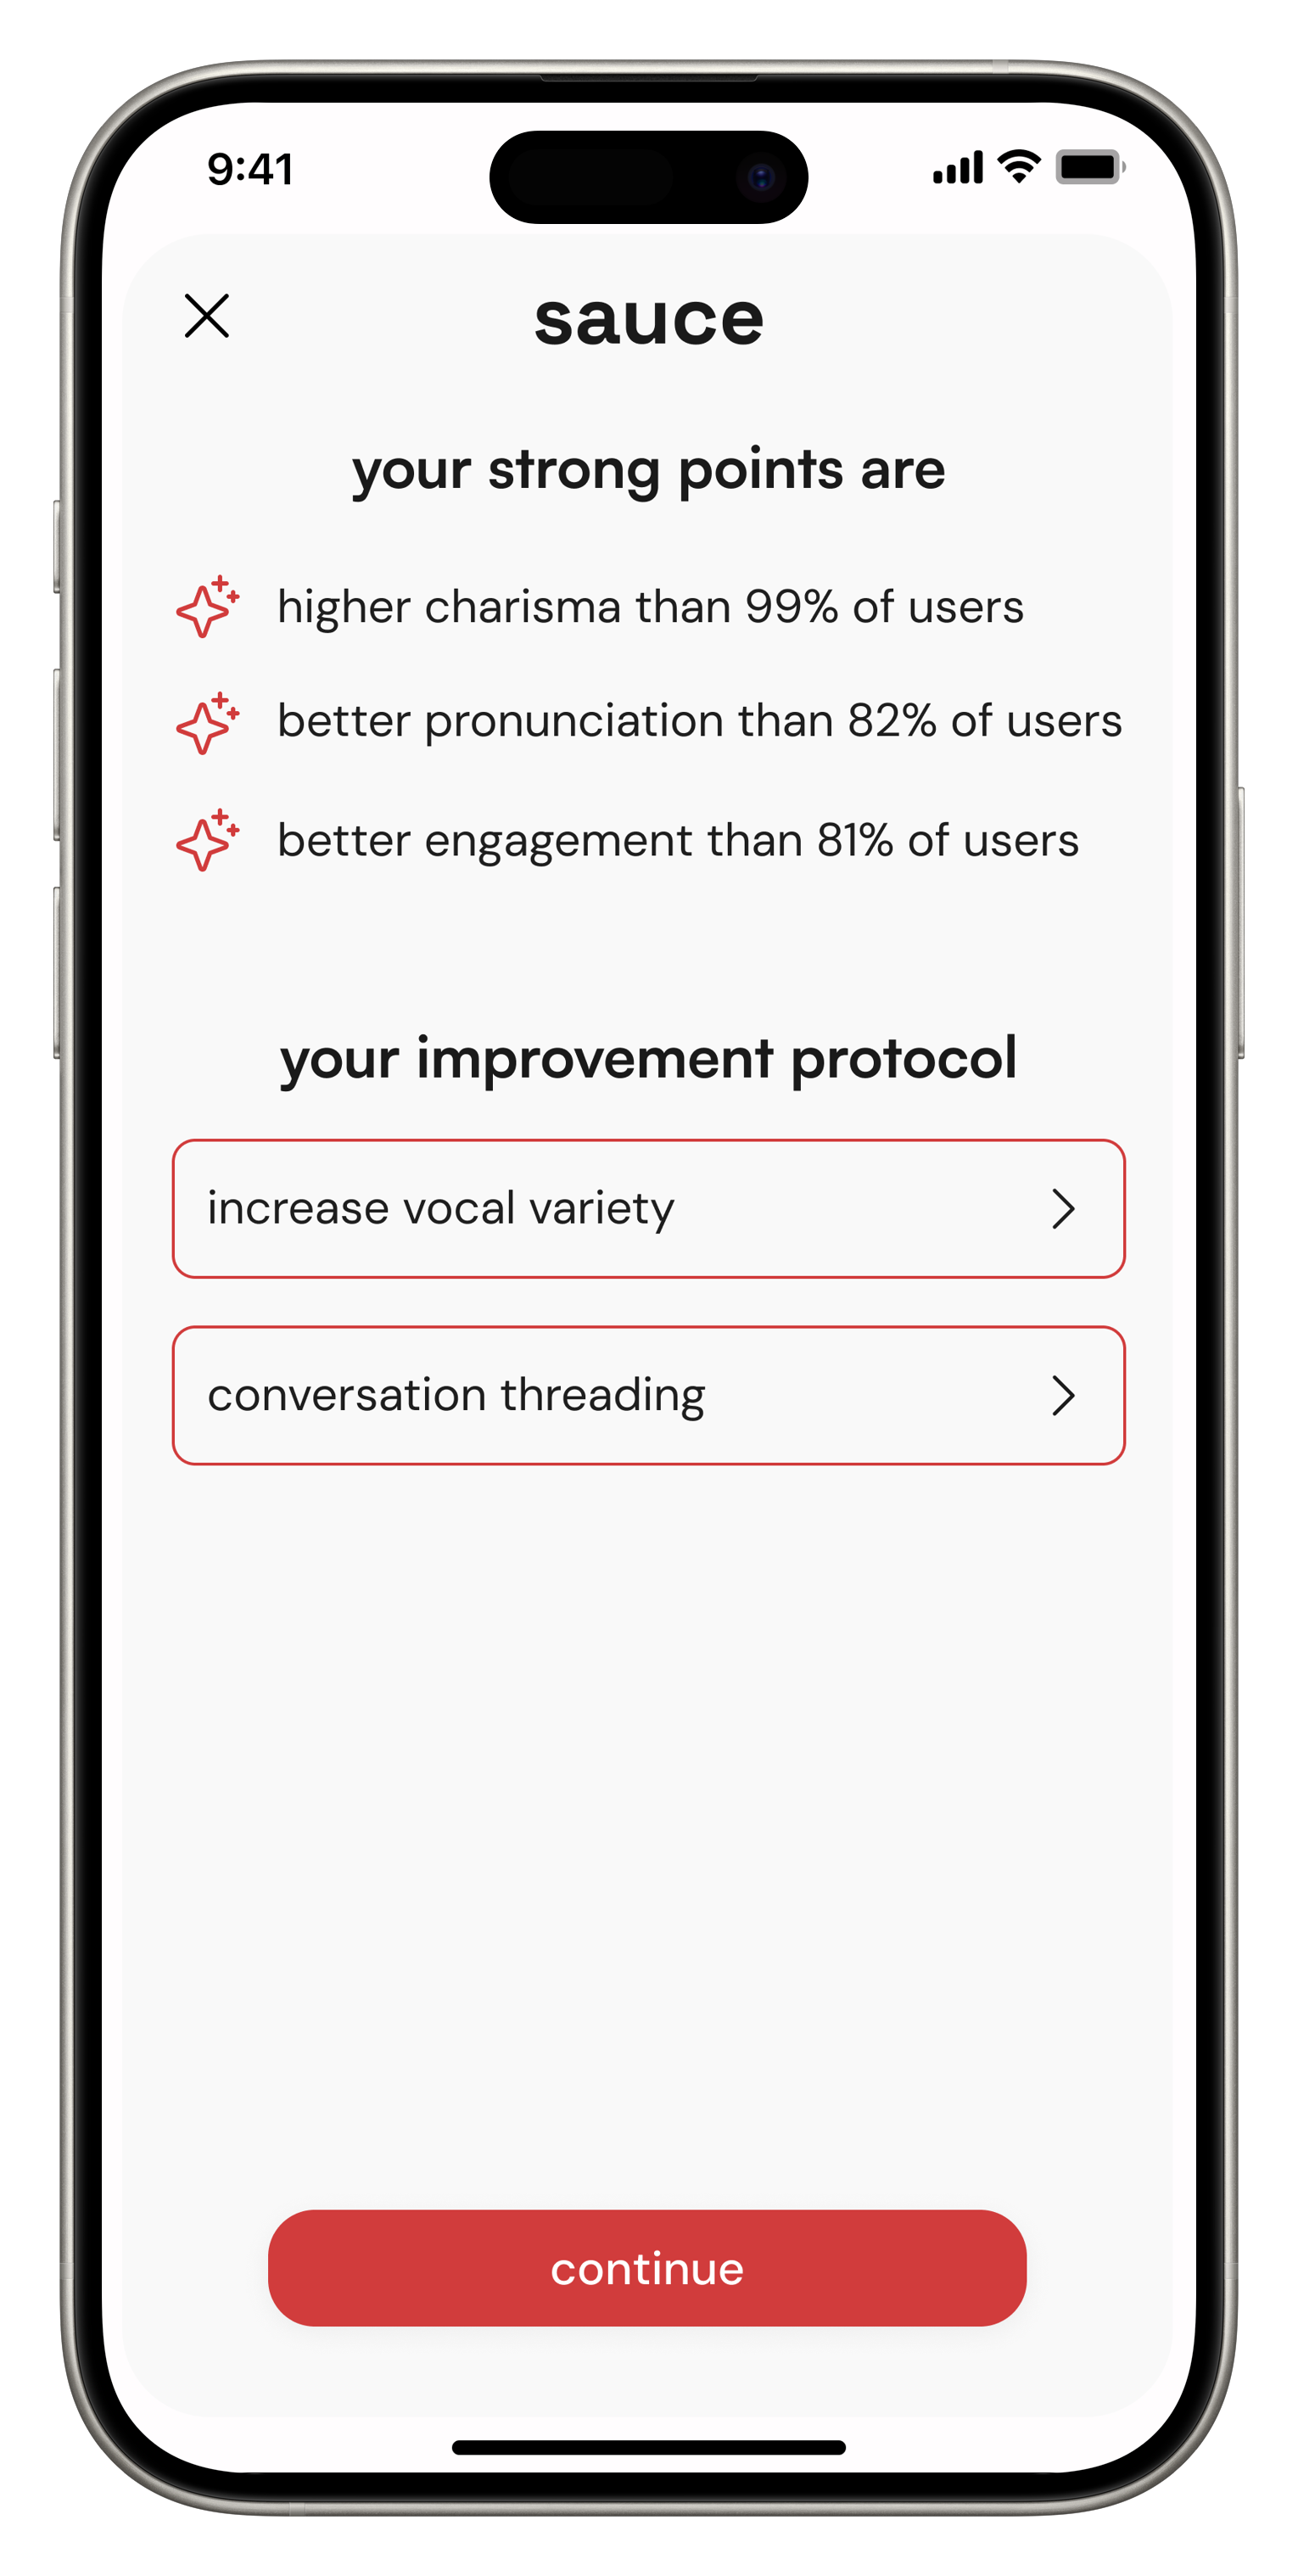 9:41
sauce
your strong points are
higher charisma than 99% of users
better pronunciation than 82% of users
better engagement than 81% of users
your improvement protocol
increase vocal variety
conversation threading
continue